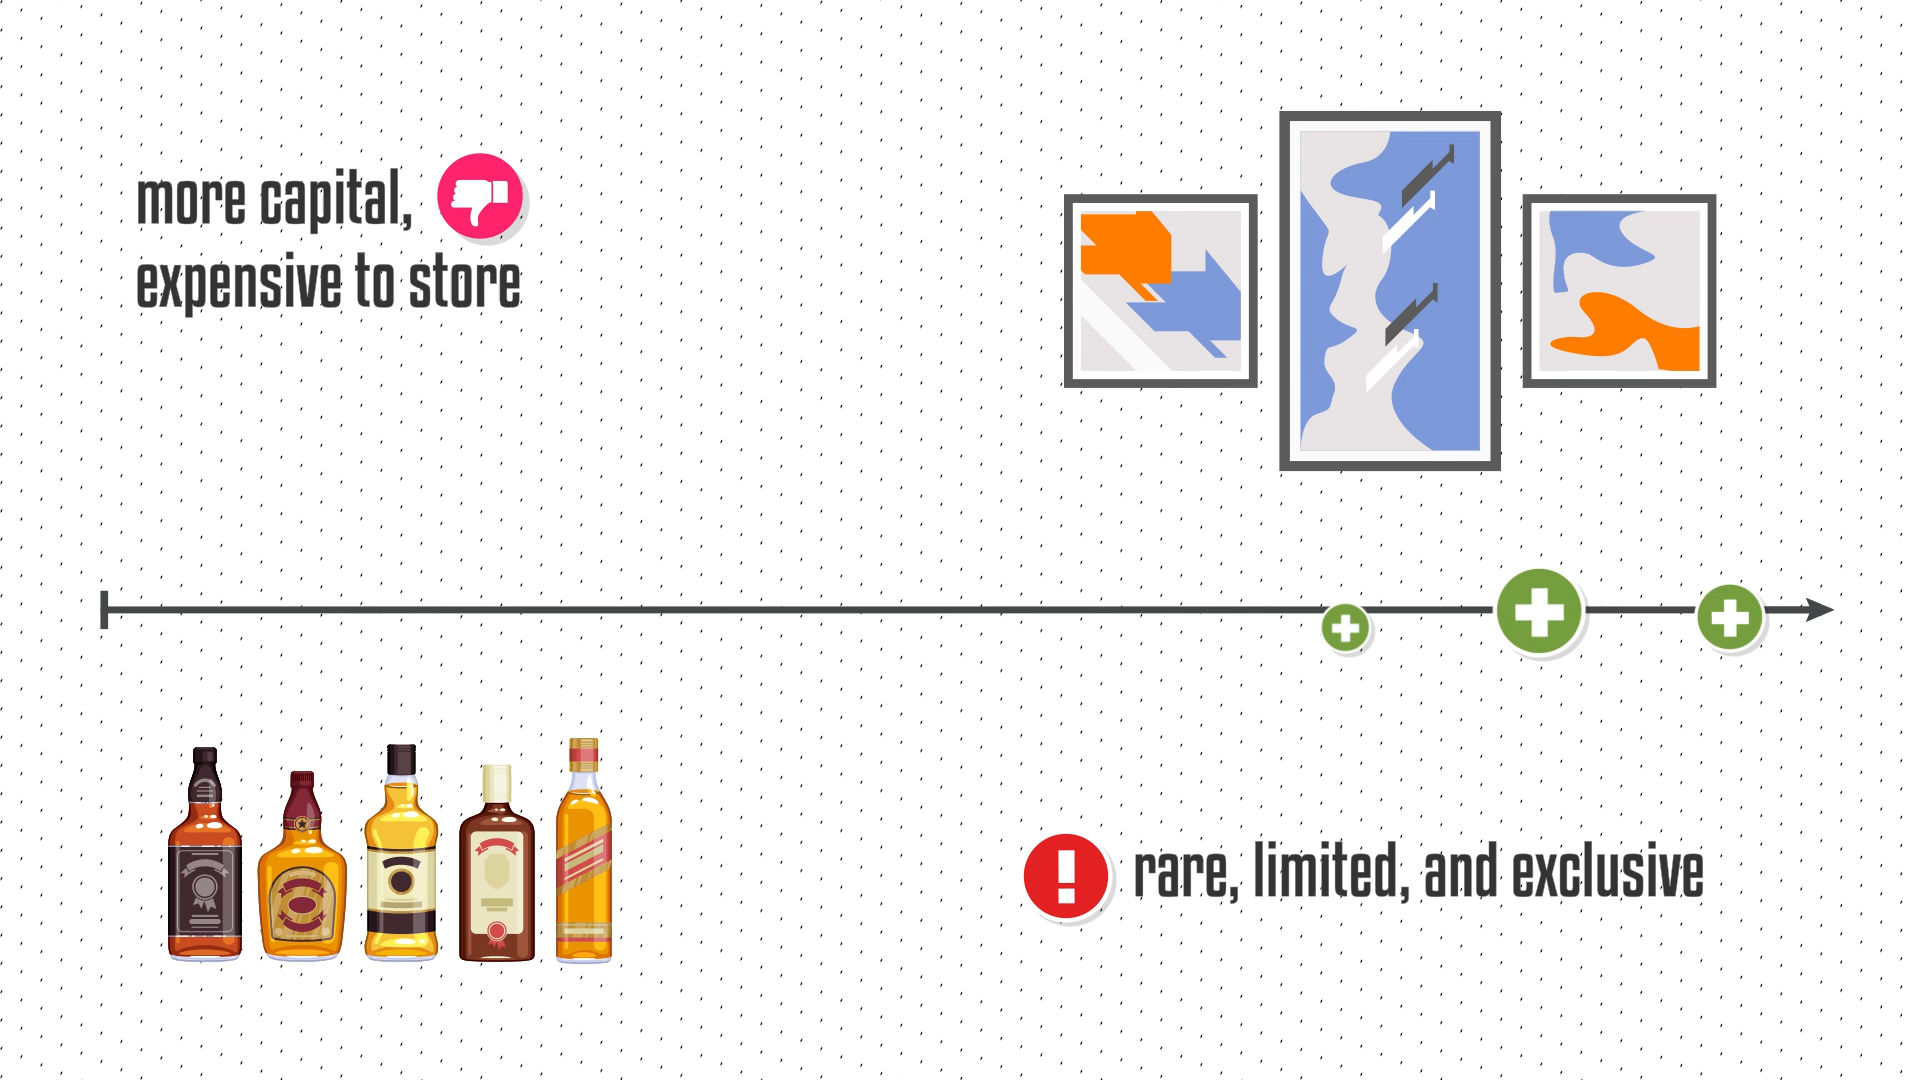 more capital,
expensive to store
rare, limited, and exclusive